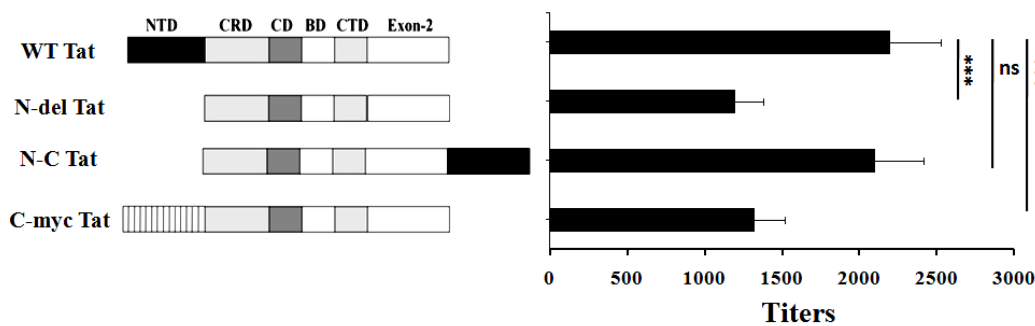 NTD CRD CD BD CTD Exon-2
WT Tat
N-del Tat
N-C Tat
C-myc Tat
***
ns
0 500 1000 1500 2000 2500 3000
Titers